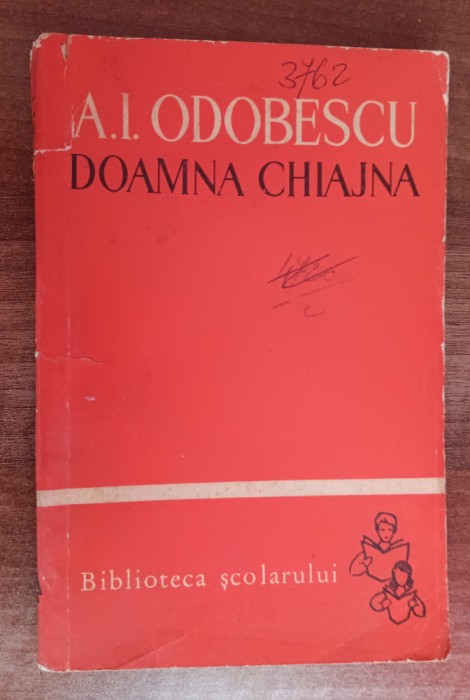 3762
A.I. ODOBESCU
DOAMNA CHIAJNA
Biblioteca şcolarului